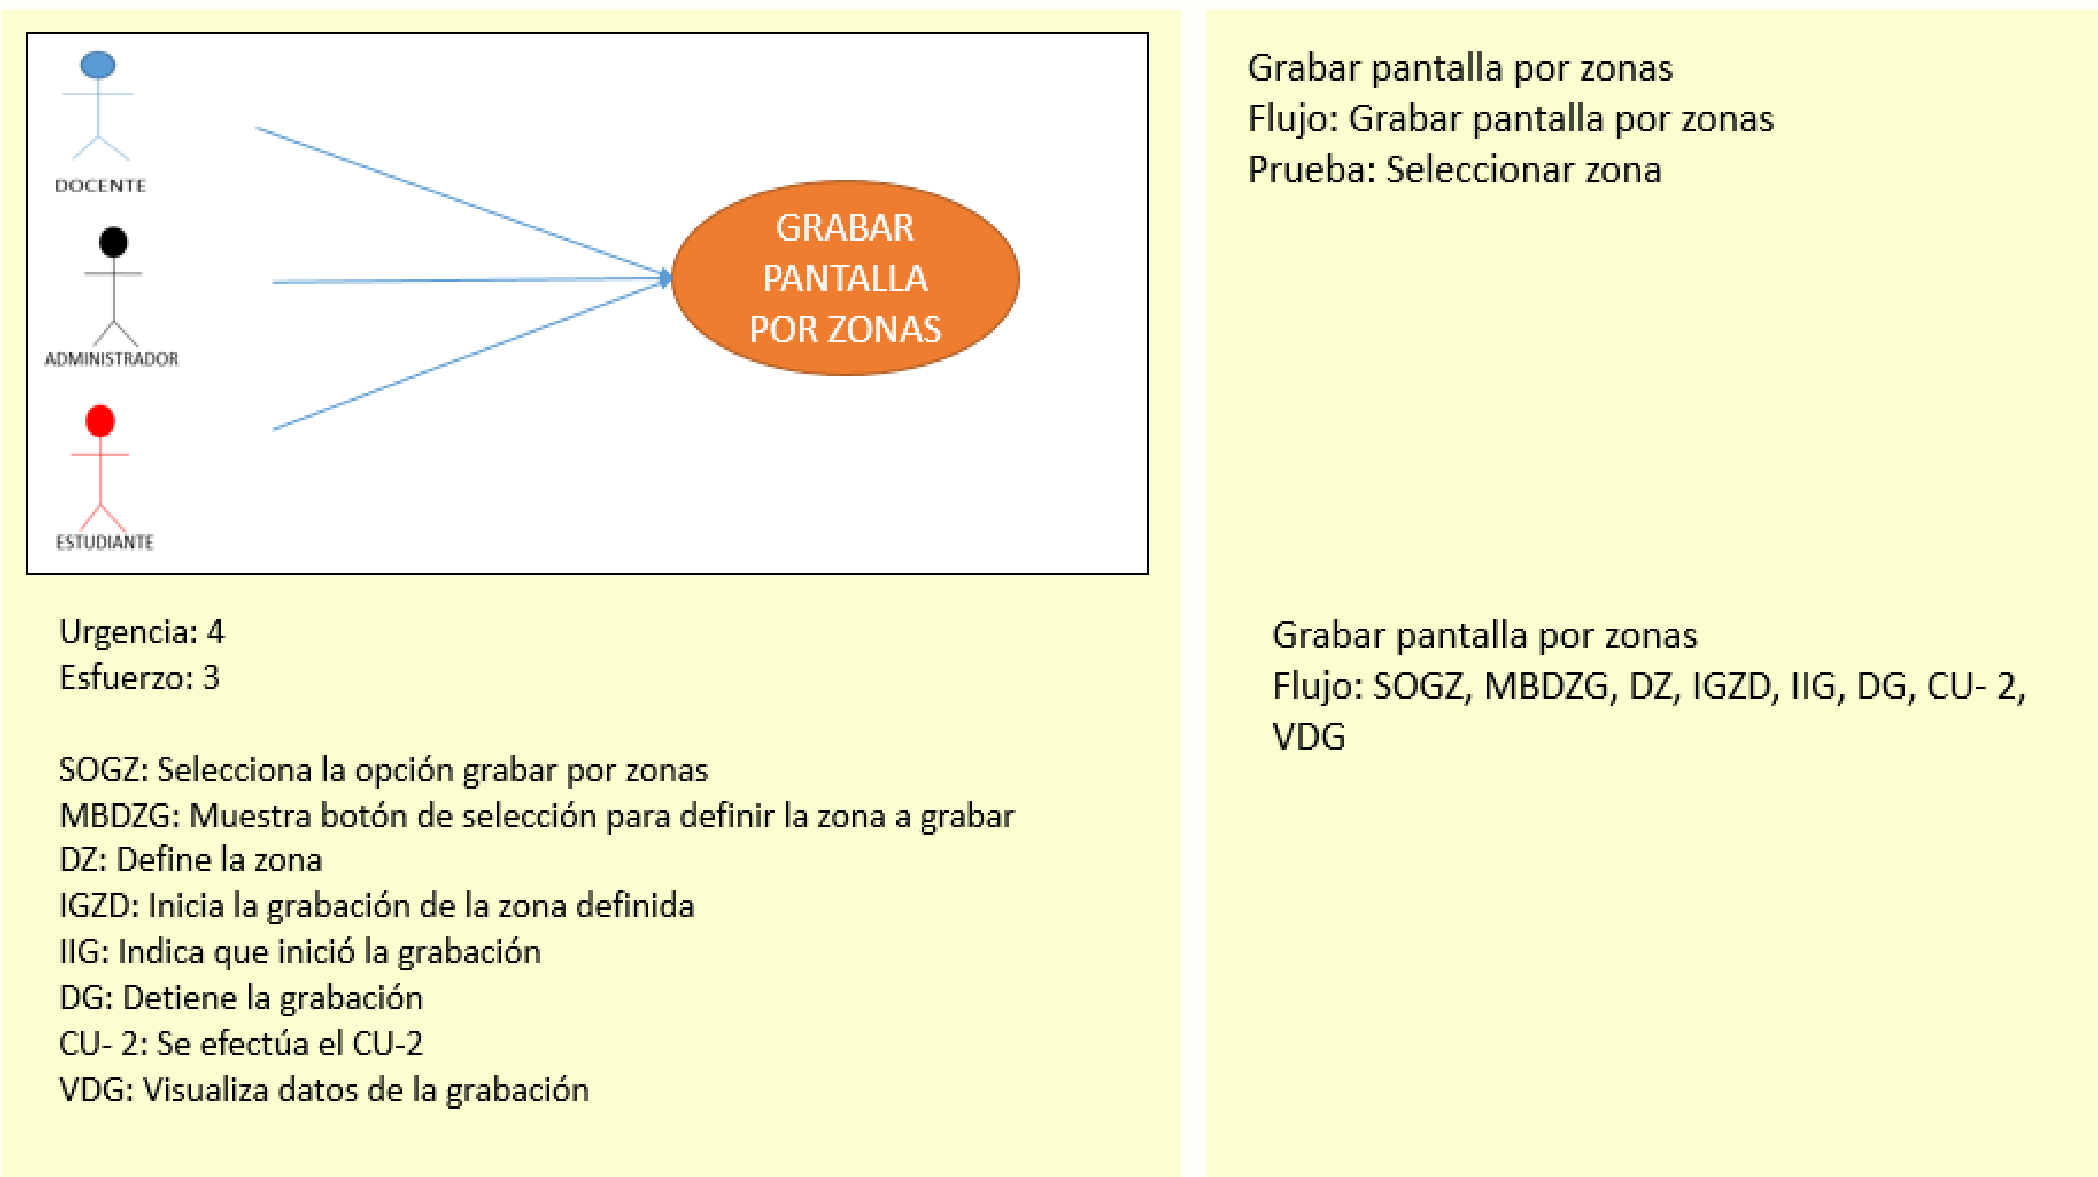 DOCENTE
ADMINISTRADOR
ESTUDIANTE
GRABAR
PANTALLA
POR ZONAS
Urgencia: 4
Esfuerzo: 3
SOGZ: Selecciona la opción grabar por zonas
MBDZG: Muestra botón de selección para definir la zona a grabar
DZ: Define la zona
IGZD: Inicia la grabación de la zona definida
IIG: Indica que inició la grabación
DG: Detiene la grabación
CU- 2: Se efectúa el CU-2
VDG: Visualiza datos de la grabación
Grabar pantalla por zonas
Flujo: Grabar pantalla por zonas
Prueba: Seleccionar zona
Grabar pantalla por zonas
Flujo: SOGZ, MBDZG, DZ, IGZD, IIG, DG, CU- 2,
VDG